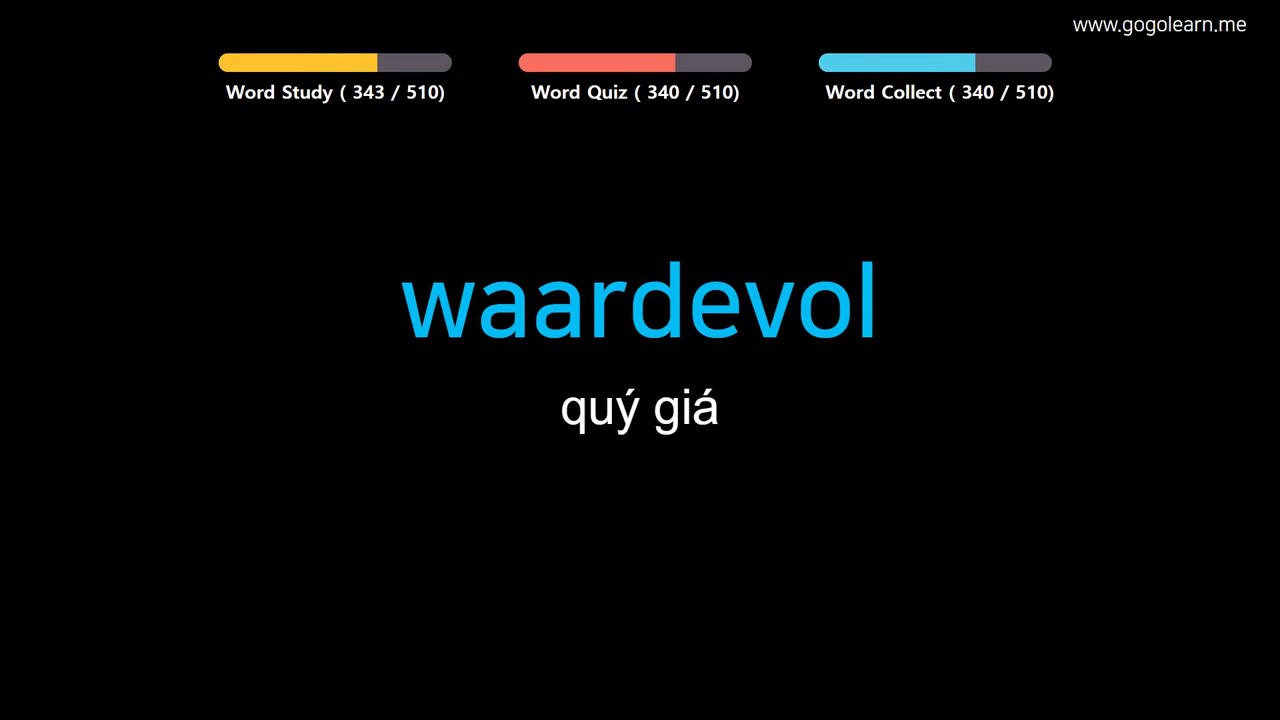 www.gogolearn.me
Word Study ( 343 / 510)
Word Quiz ( 340 / 510)
Word Collect ( 340 / 510)
waardevol
quý giá